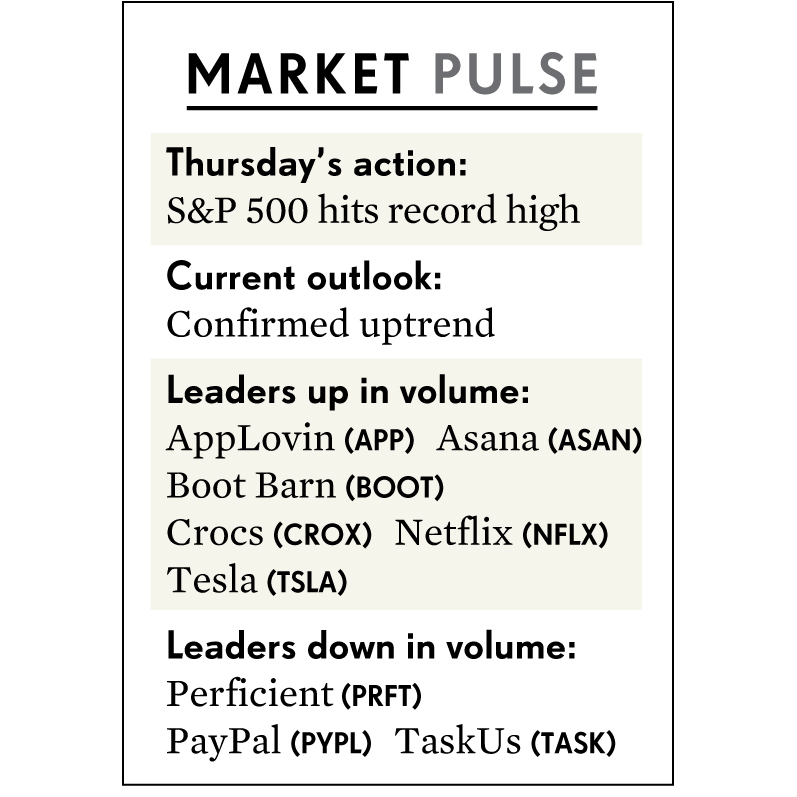 MARKET PULSE
Thursday’s action:
S&P 500 hits record high
Current outlook:
Confirmed uptrend
Leaders up in volume:
AppLovin (APP) Asana (ASAN)
Boot Barn (BOOT)
Crocs (CROX) Netflix (NFLX)
Tesla (TSLA)
Leaders down in volume:
Perficient (PRFT)
PayPal (PYPL) TaskUs (TASK)